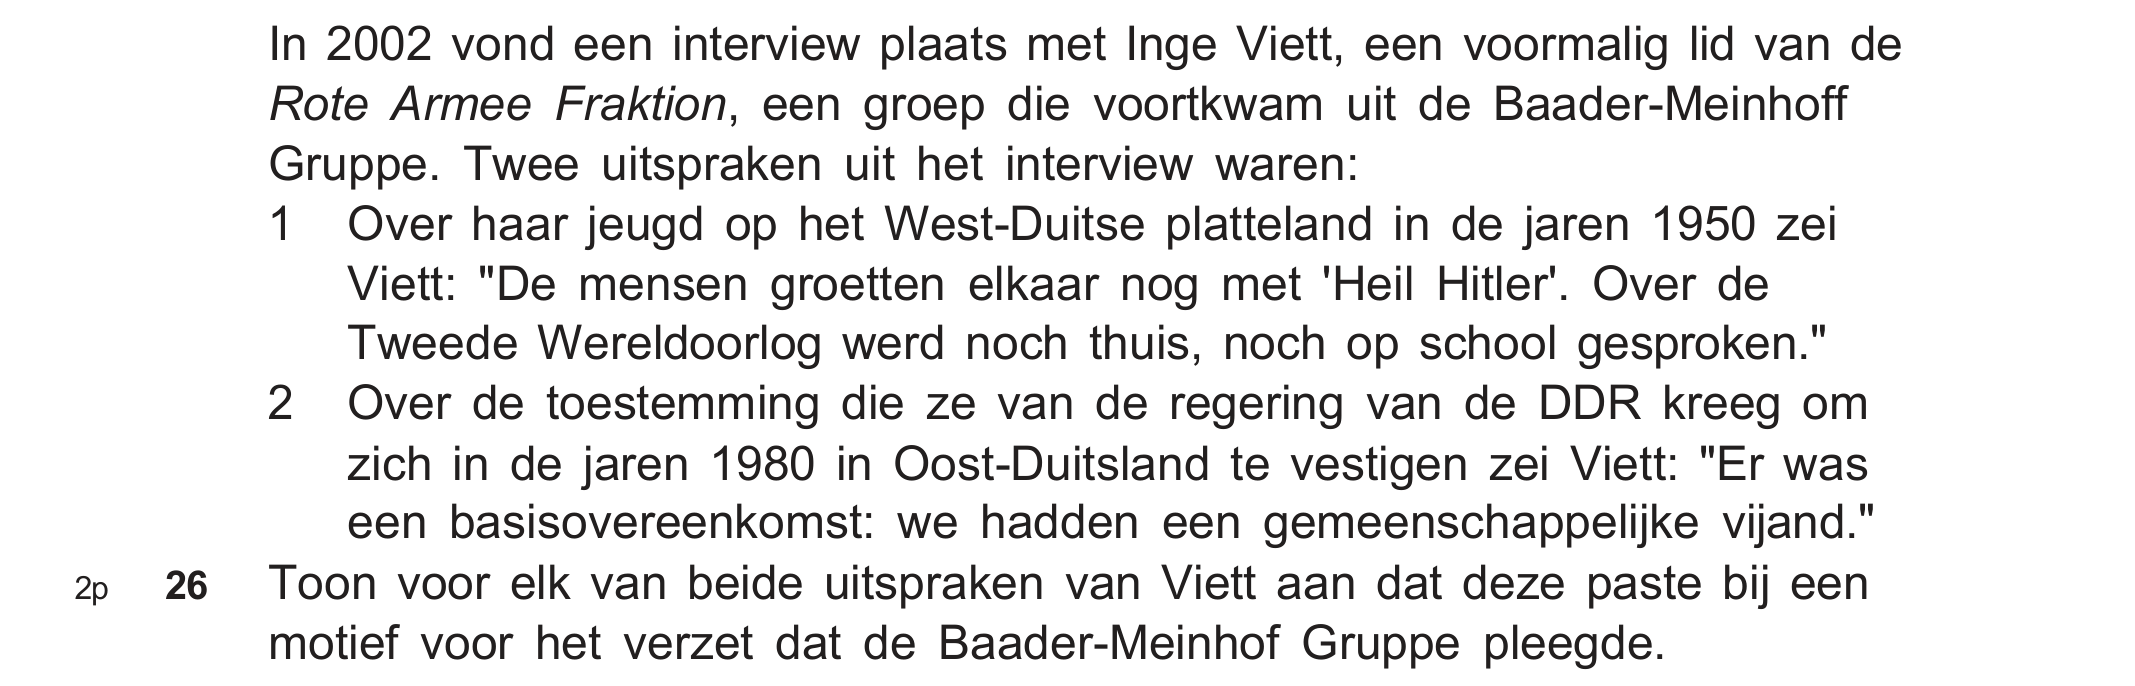 In 2002 vond een interview plaats met Inge Viett, een voormalig lid van de
Rote Armee Fraktion, een groep die voortkwam uit de Baader-Meinhoff
Gruppe. Twee uitspraken uit het interview waren:
1 Over haar jeugd op het West-Duitse platteland in de jaren 1950 zei
Viett: "De mensen groetten elkaar nog met 'Heil Hitler'. Over de
Tweede Wereldoorlog werd noch thuis, noch op school gesproken."
2 Over de toestemming die ze van de regering van de DDR kreeg om
zich in de jaren 1980 in Oost-Duitsland te vestigen zei Viett: "Er was
een basisovereenkomst: we hadden een gemeenschappelijke vijand."
2p 26 Toon voor elk van beide uitspraken van Viett aan dat deze paste bij een
motief voor het verzet dat de Baader-Meinhof Gruppe pleegde.